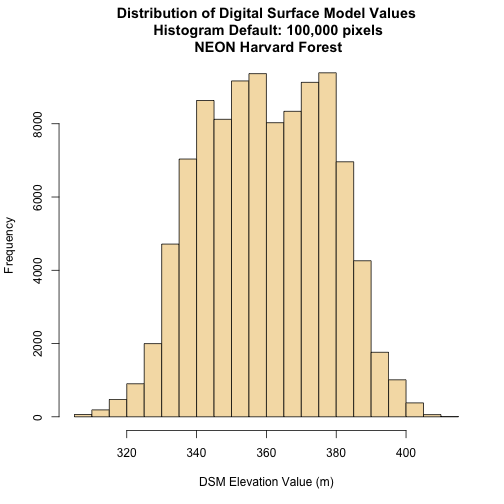 Distribution of Digital Surface Model Values
Histogram Default: 100,000 pixels
NEON Harvard Forest
8000
6000
4000
2000
0
Frequency
320 340 360 380 400
DSM Elevation Value (m)